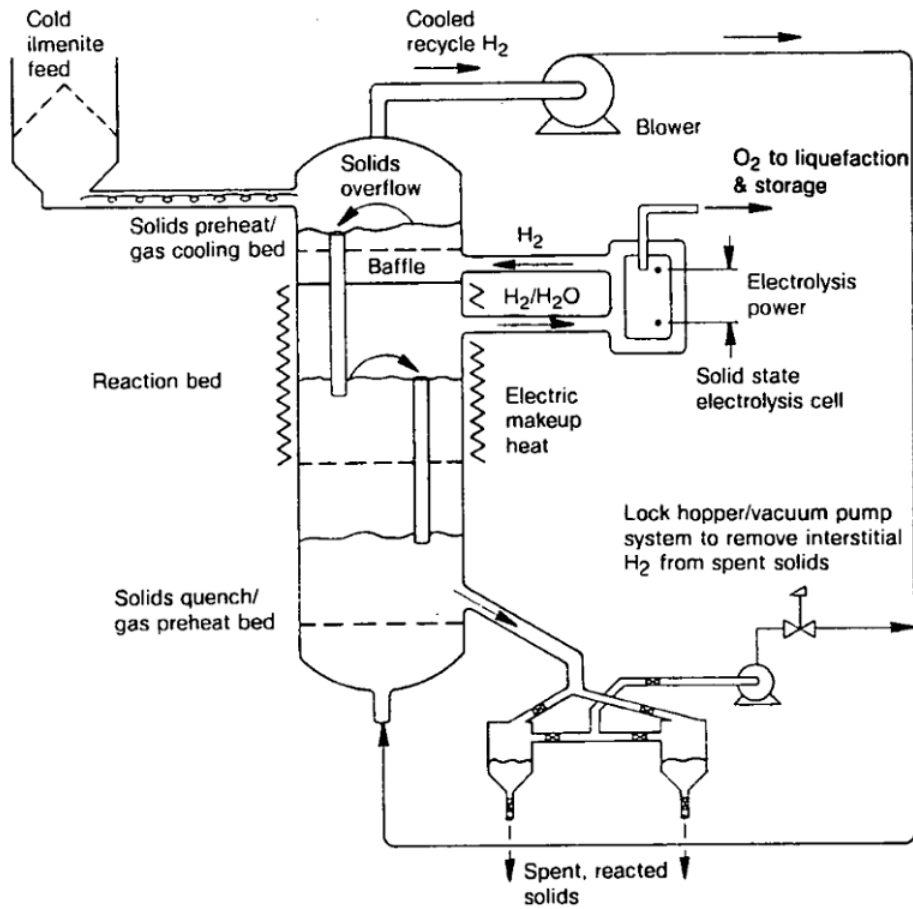 Cold
ilmenite
feed
Cooled
recycle H₂
Blower
O₂ to liquefaction
& storage
Solids
overflow
Solids preheat/
gas cooling bed
H₂
Baffle
H₂/H₂O
Electrolysis
power
Reaction bed
Electric
makeup
heat
Solid state
electrolysis cell
Lock hopper/vacuum pump
system to remove interstitial
H₂ from spent solids
Solids quench/
gas preheat bed
Spent, reacted
solids